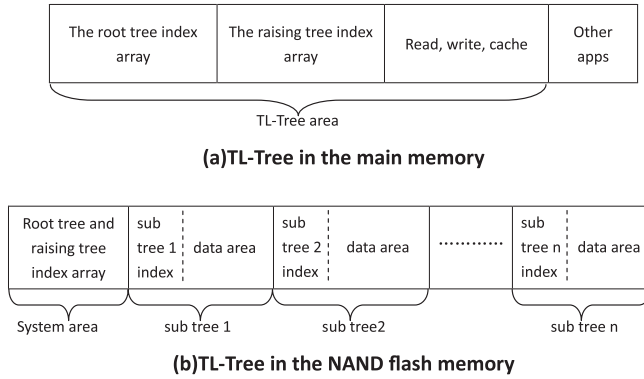 The root tree index array
The raising tree index array
Read, write, cache
Other apps
TL-Tree area
(a)TL-Tree in the main memory
Root tree and raising tree index array
sub tree 1 index
data area
sub tree 2 index
data area
............
sub tree n index
data area
System area
sub tree 1
sub tree2
sub tree n
(b)TL-Tree in the NAND flash memory